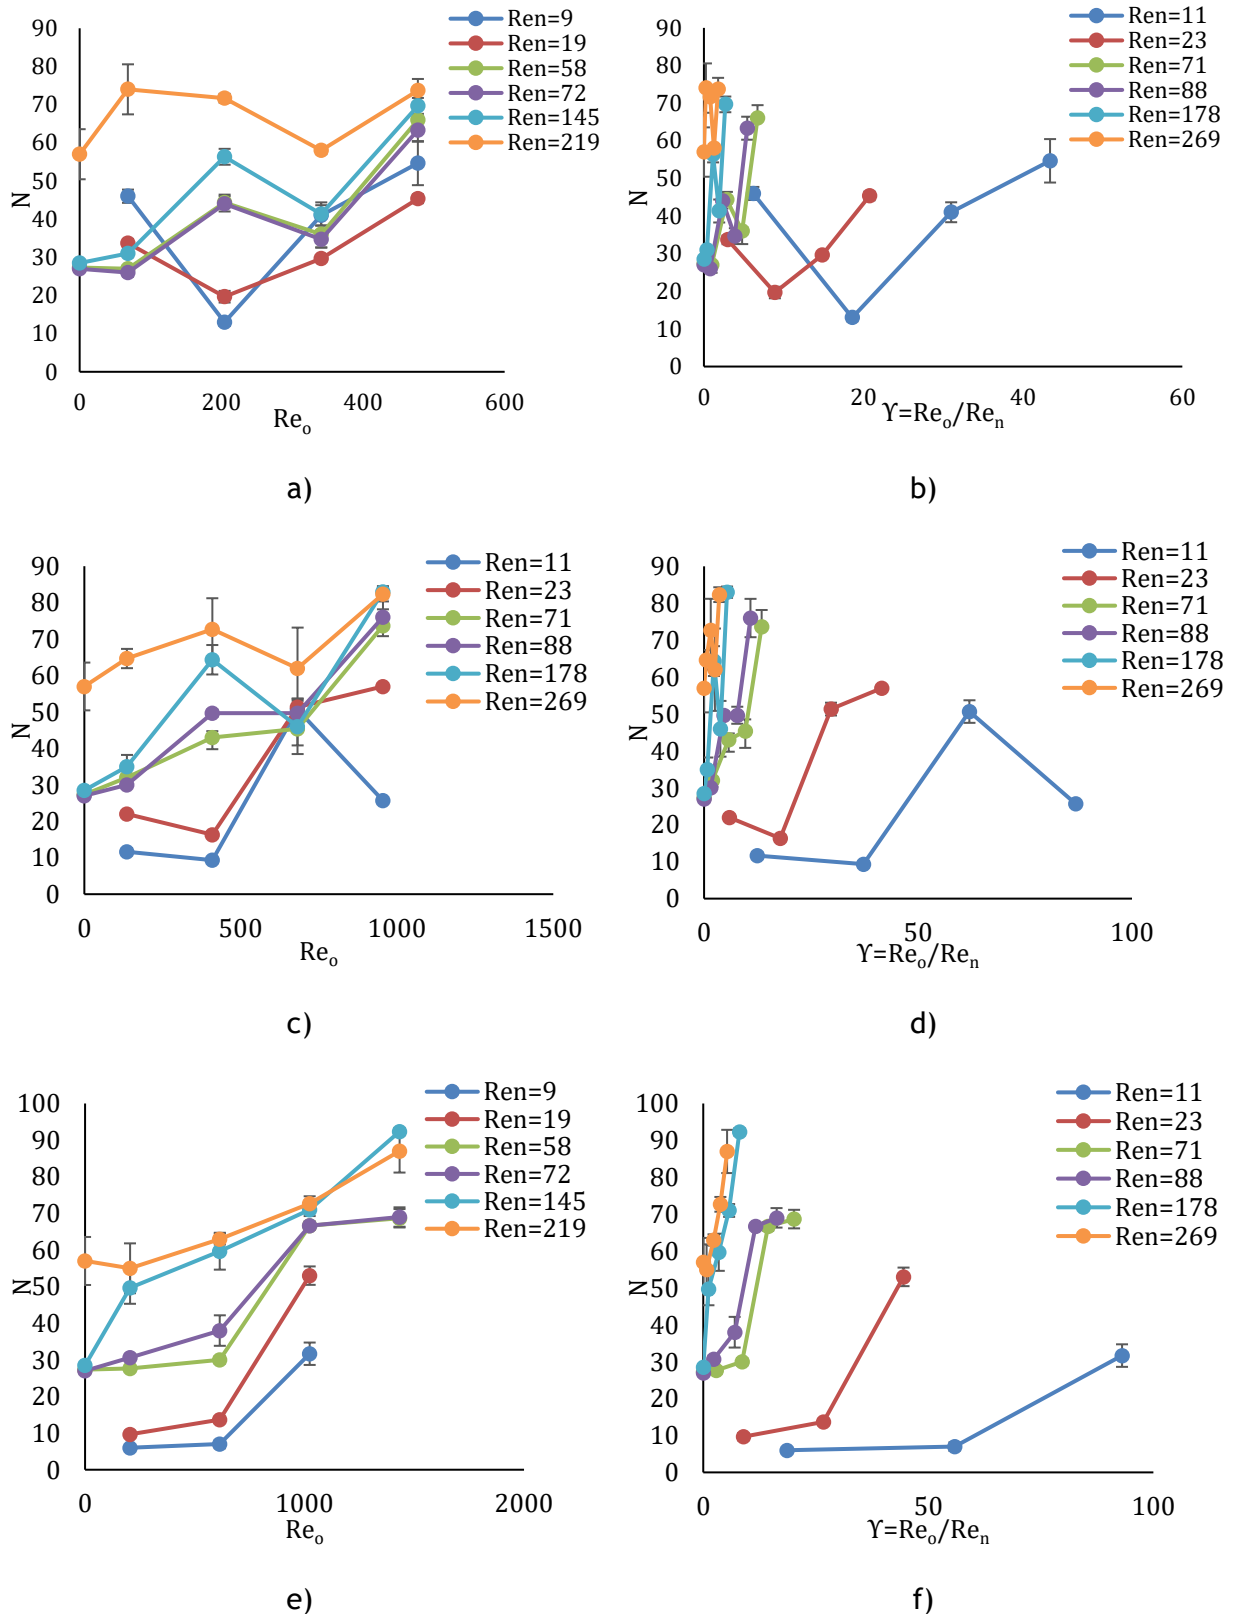 90
80
70
60
50
40
30
20
10
0
N
0 200 400 600
Reo
Ren=9
Ren=19
Ren=58
Ren=72
Ren=145
Ren=219
a)
90
80
70
60
50
40
30
20
10
0
N
0 20 40 60
ϒ=Reo/Ren
Ren=11
Ren=23
Ren=71
Ren=88
Ren=178
Ren=269
b)
90
80
70
60
50
40
30
20
10
0
N
0 500 1000 1500
Reo
Ren=11
Ren=23
Ren=71
Ren=88
Ren=178
Ren=269
c)
90
80
70
60
50
40
30
20
10
0
N
0 50 100
ϒ=Reo/Ren
Ren=11
Ren=23
Ren=71
Ren=88
Ren=178
Ren=269
d)
100
90
80
70
60
50
40
30
20
10
0
N
0 1000 2000
Reo
Ren=9
Ren=19
Ren=58
Ren=72
Ren=145
Ren=219
e)
100
90
80
70
60
50
40
30
20
10
0
N
0 50 100
ϒ=Reo/Ren
Ren=11
Ren=23
Ren=71
Ren=88
Ren=178
Ren=269
f)